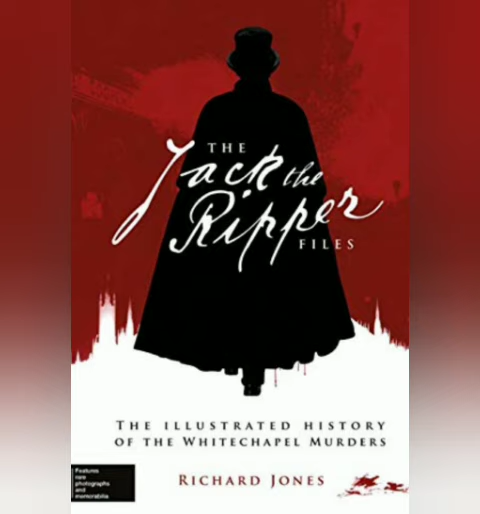 THE
Jack the
Ripper
FILES
THE ILLUSTRATED HISTORY
OF THE WHITECHAPEL MURDERS
Features
rare
photographs
and
memorabilia
RICHARD JONES